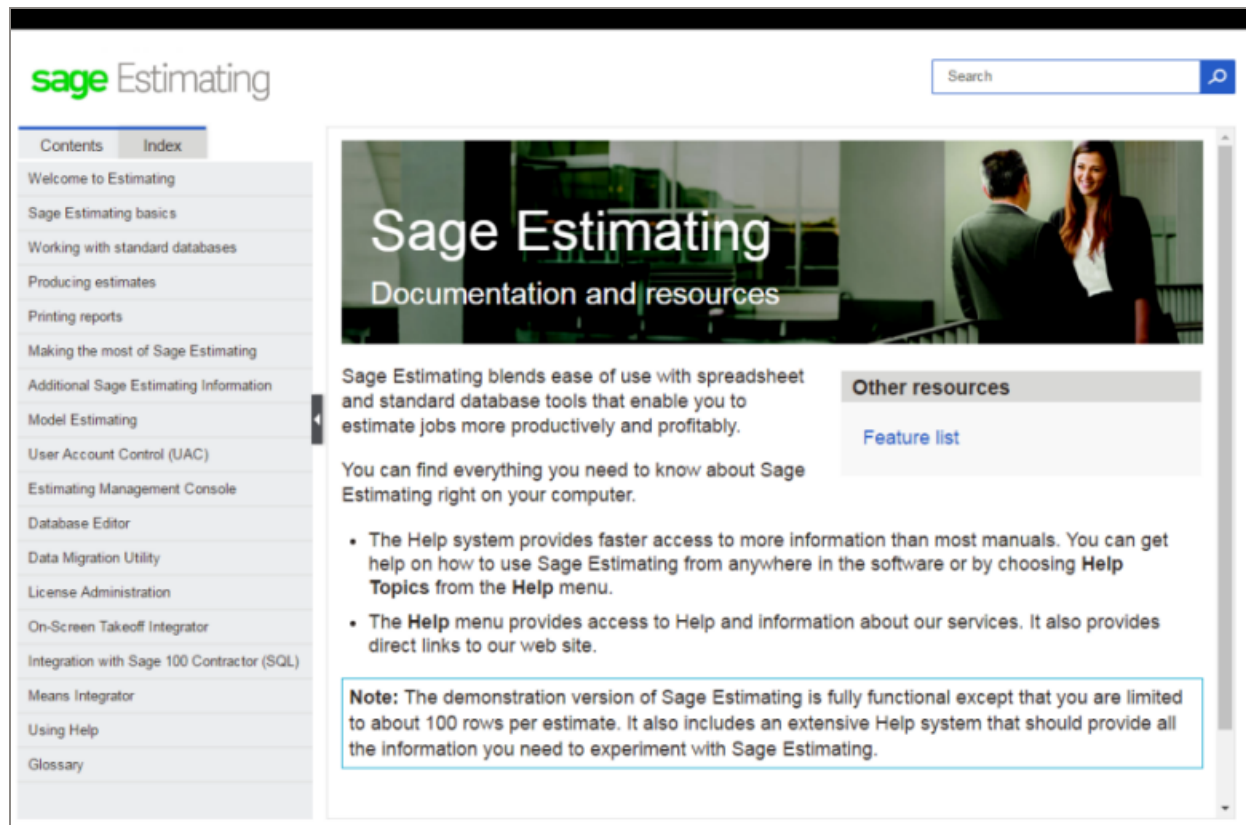 sage Estimating
Search
Contents
Index
Welcome to Estimating
Sage Estimating basics
Working with standard databases
Producing estimates
Printing reports
Making the most of Sage Estimating
Additional Sage Estimating Information
Model Estimating
User Account Control (UAC)
Estimating Management Console
Database Editor
Data Migration Utility
License Administration
On-Screen Takeoff Integrator
Integration with Sage 100 Contractor (SQL)
Means Integrator
Using Help
Glossary
Sage Estimating
Documentation and resources
Sage Estimating blends ease of use with spreadsheet
and standard database tools that enable you to
estimate jobs more productively and profitably.
Other resources
Feature list
You can find everything you need to know about Sage
Estimating right on your computer.
• The Help system provides faster access to more information than most manuals. You can get
help on how to use Sage Estimating from anywhere in the software or by choosing Help
Topics from the Help menu.
• The Help menu provides access to Help and information about our services. It also provides
direct links to our web site.
Note: The demonstration version of Sage Estimating is fully functional except that you are limited
to about 100 rows per estimate. It also includes an extensive Help system that should provide all
the information you need to experiment with Sage Estimating.